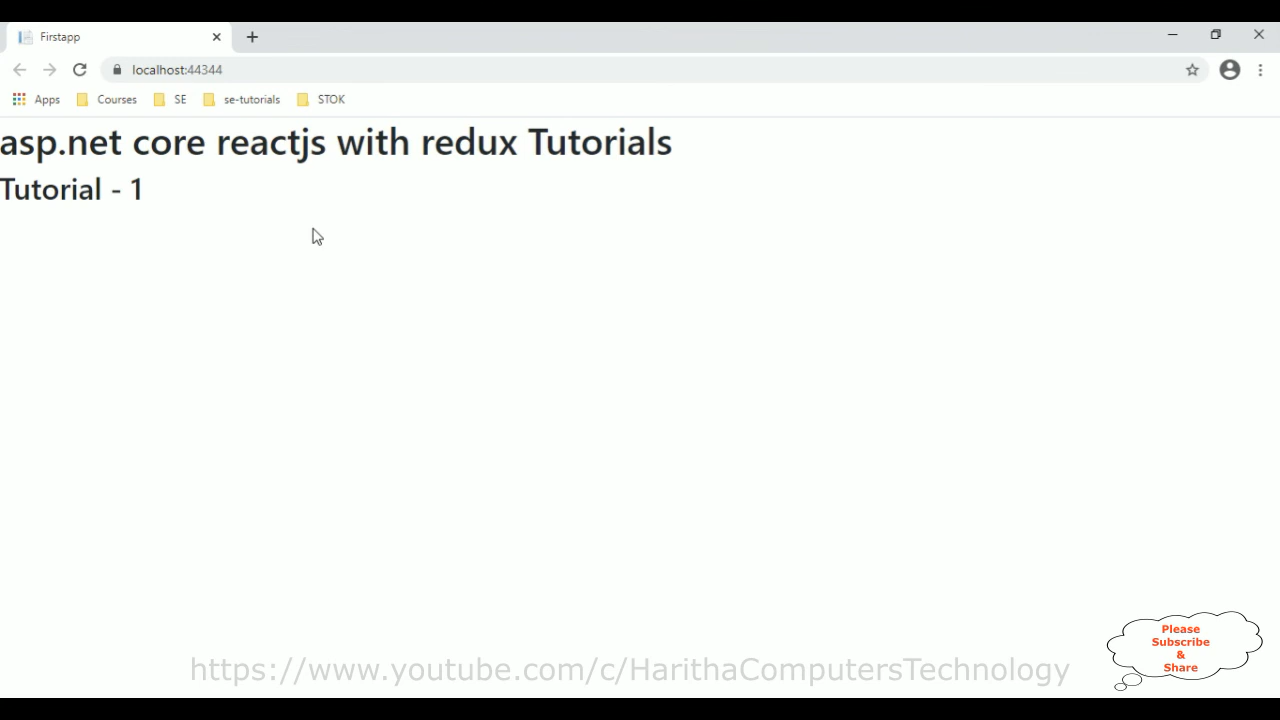 Firstapp
localhost:44344
Apps Courses SE se-tutorials STOK
asp.net core reactjs with redux Tutorials
Tutorial - 1
Please
Subscribe
&
Share
https://www.youtube.com/c/HarithaComputersTechnology